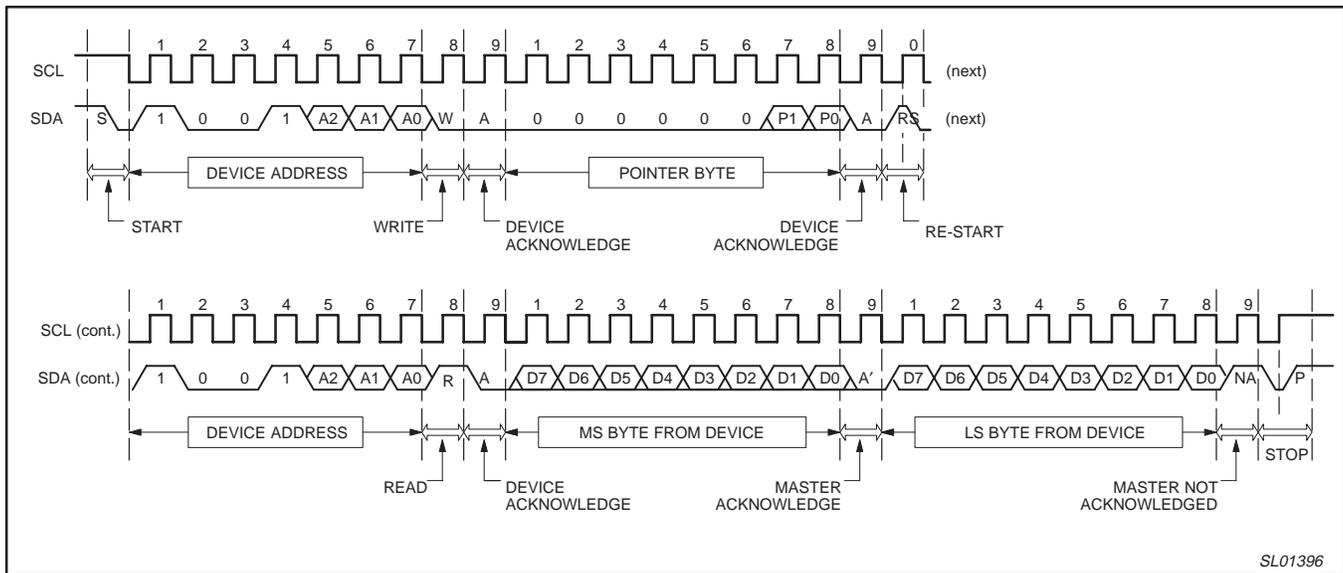 1 2 3 4 5 6 7 8 9 1 2 3 4 5 6 7 8 9 0
SCL (next)
SDA S 1 0 0 1 A2 A1 A0 W A 0 0 0 0 0 0 P1 P0 A RS (next)
DEVICE ADDRESS POINTER BYTE
START WRITE DEVICE DEVICE RE-START
ACKNOWLEDGE ACKNOWLEDGE
1 2 3 4 5 6 7 8 9 1 2 3 4 5 6 7 8 9 1 2 3 4 5 6 7 8 9
SCL (cont.)
SDA (cont.) 1 0 0 1 A2 A1 A0 R A D7 D6 D5 D4 D3 D2 D1 D0 A′ D7 D6 D5 D4 D3 D2 D1 D0 NA P
DEVICE ADDRESS MS BYTE FROM DEVICE LS BYTE FROM DEVICE
STOP
READ DEVICE MASTER MASTER NOT
ACKNOWLEDGE ACKNOWLEDGE ACKNOWLEDGED
SL01396